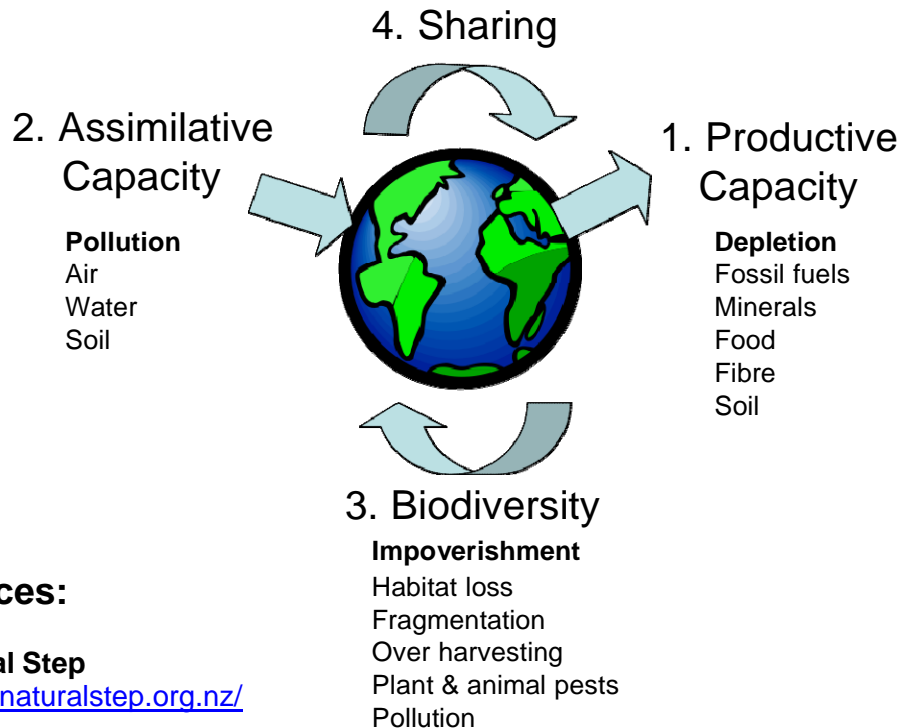 4. Sharing
2. Assimilative
Capacity
Pollution
Air
Water
Soil
1. Productive
Capacity
Depletion
Fossil fuels
Minerals
Food
Fibre
Soil
3. Biodiversity
Impoverishment
Habitat loss
Fragmentation
Over harvesting
Plant & animal pests
Pollution
ces:
al Step
naturalstep.org.nz/